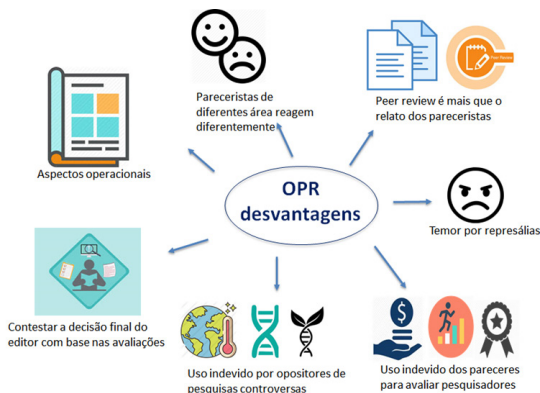 Pareceristas de
diferentes área reagem
diferentemente
Peer review é mais que o
relato dos pareceristas
Aspectos operacionais
OPR
desvantagens
Temor por represálias
Contestar a decisão final do
editor com base nas avaliações
Uso indevido por opositores de
pesquisas controversas
Uso indevido dos pareceres
para avaliar pesquisadores